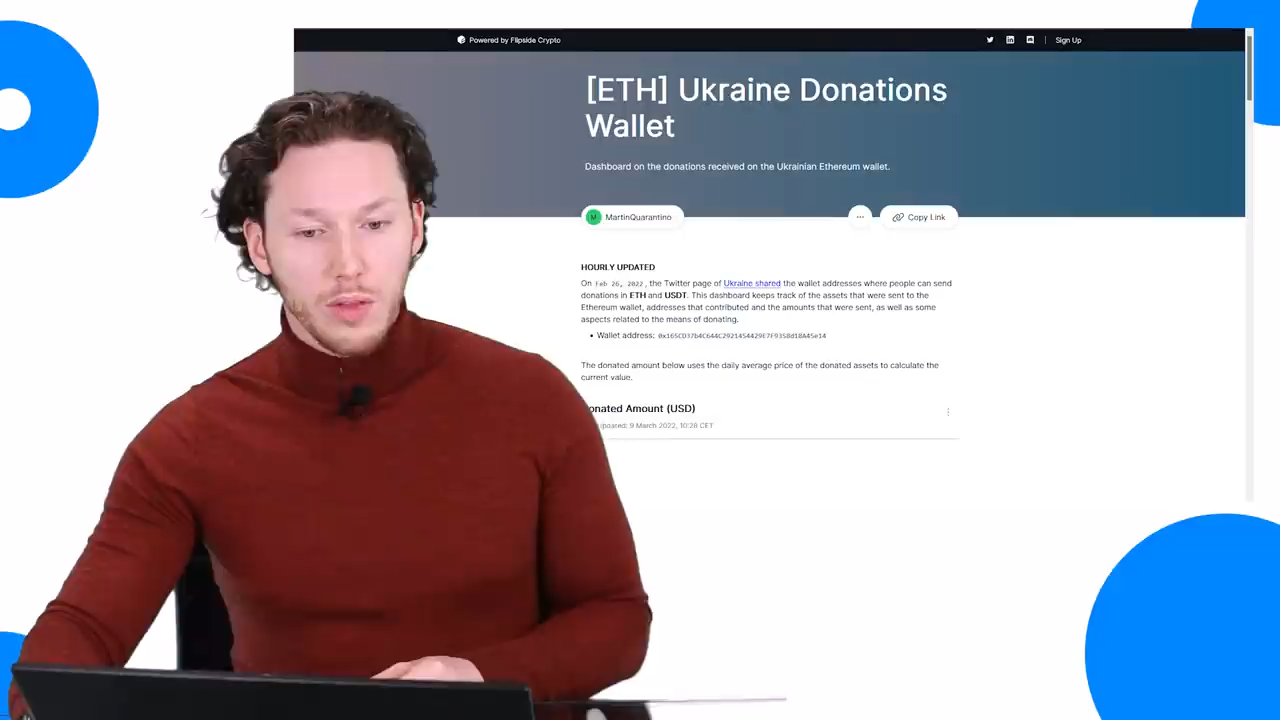 Powered by Flipside Crypto
Sign Up
[ETH] Ukraine Donations
Wallet
Dashboard on the donations received on the Ukrainian Ethereum wallet.
M MartinQuarantino
Copy Link
HOURLY UPDATED
On Feb 26, 2022, the Twitter page of Ukraine shared the wallet addresses where people can send
donations in ETH and USDT. This dashboard keeps track of the assets that were sent to the
Ethereum wallet, addresses that contributed and the amounts that were sent, as well as some
aspects related to the means of donating.
• Wallet address: 0x165CD37b4C644C2921454429E7F9358d18A45e14
The donated amount below uses the daily average price of the donated assets to calculate the
current value.
onated Amount (USD)
9 March 2022, 10:28 CET